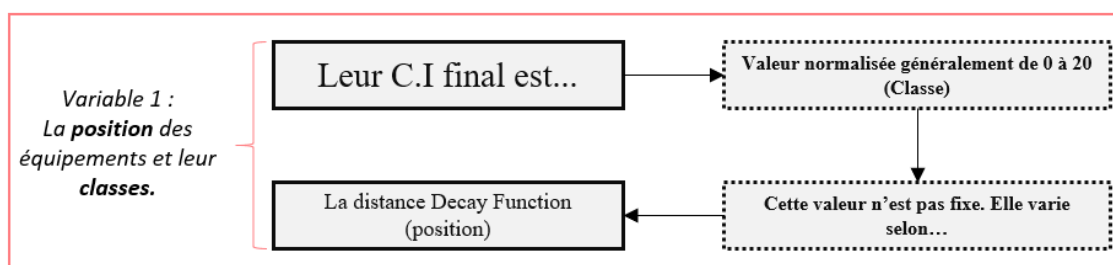 Variable 1 :
La position des
équipements et leur
classes.
Leur C.I final est...
Valeur normalisée généralement de 0 à 20
(Classe)
Cette valeur n’est pas fixe. Elle varie
selon…
La distance Decay Function
(position)